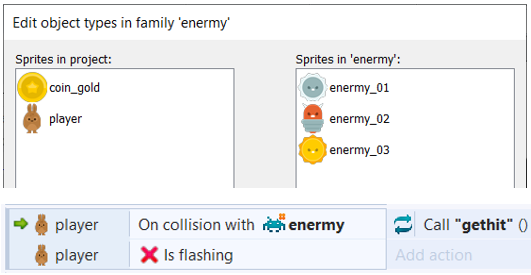 Edit object types in family 'enermy'
Sprites in project:
coin_gold
player
Sprites in 'enermy':
enermy_01
enermy_02
enermy_03
player On collision with enermy Call "gethit" ()
player Is flashing Add action